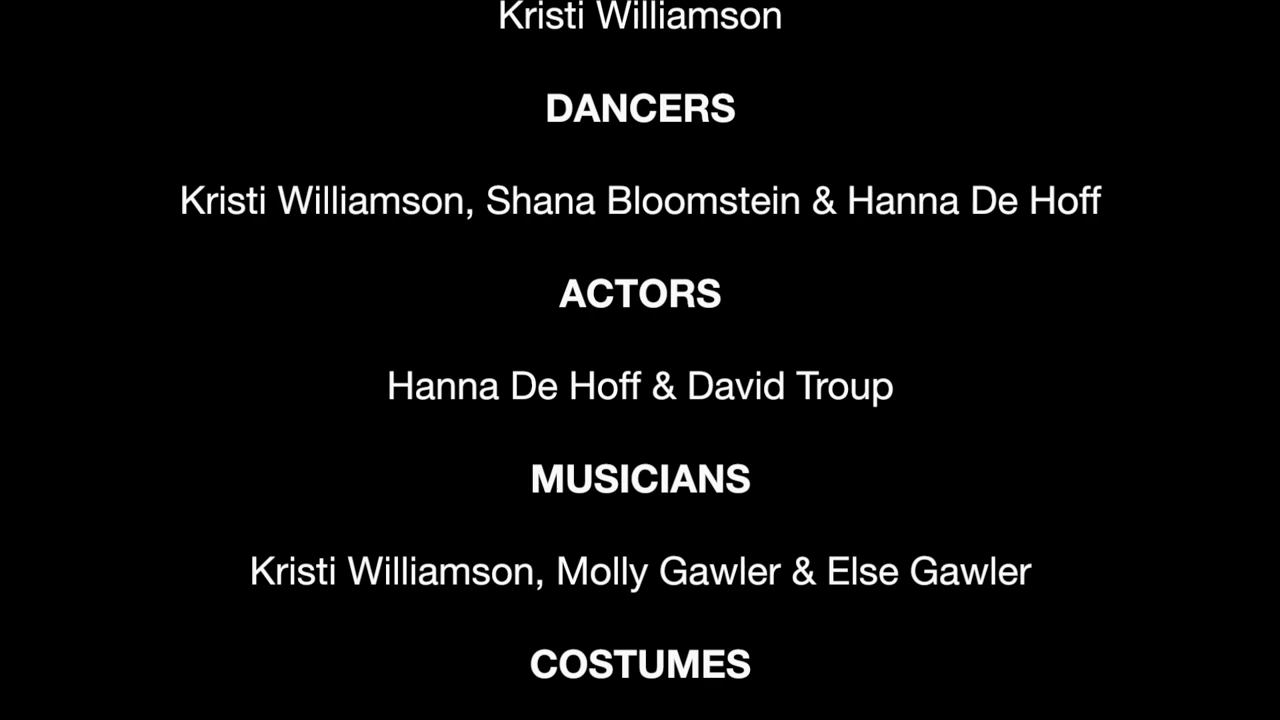 Kristi Williamson
DANCERS
Kristi Williamson, Shana Bloomstein & Hanna De Hoff
ACTORS
Hanna De Hoff & David Troup
MUSICIANS
Kristi Williamson, Molly Gawler & Else Gawler
COSTUMES